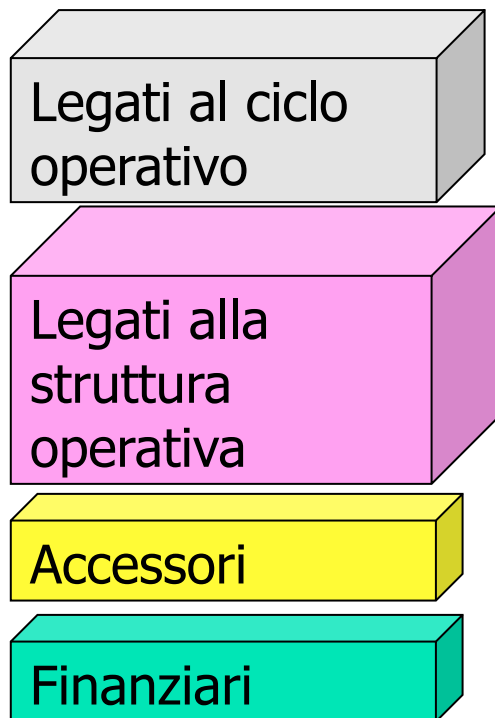 Legati al ciclo
operativo
Legati alla
struttura
operativa
Accessori
Finanziari